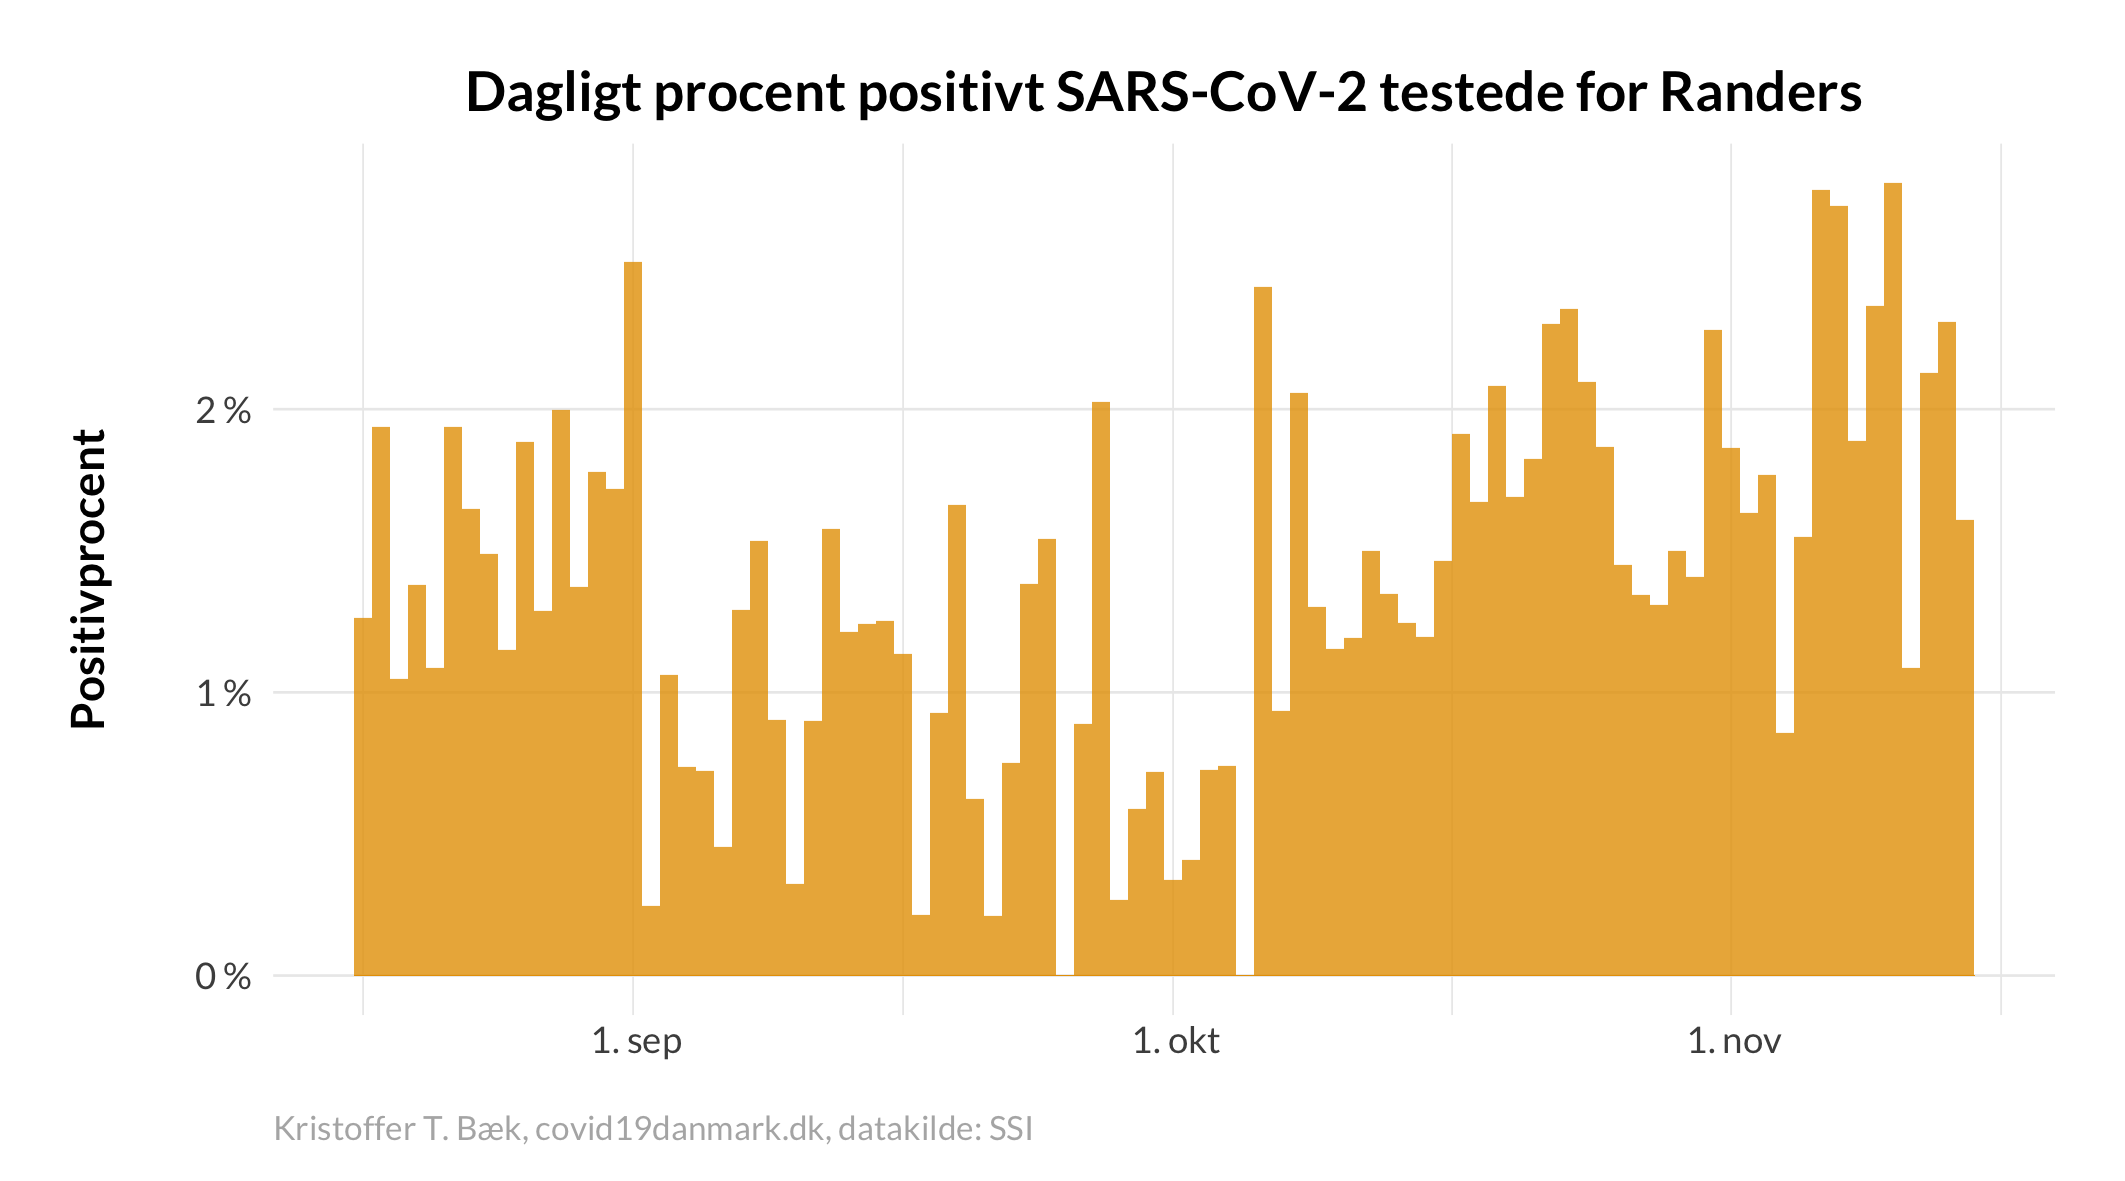 Dagligt procent positivt SARS-CoV-2 testede for Randers
Positivprocent
2 %
1 %
0 %
1. sep
1. okt
1. nov
Kristoffer T. Bæk, covid19danmark.dk, datakilde: SSI